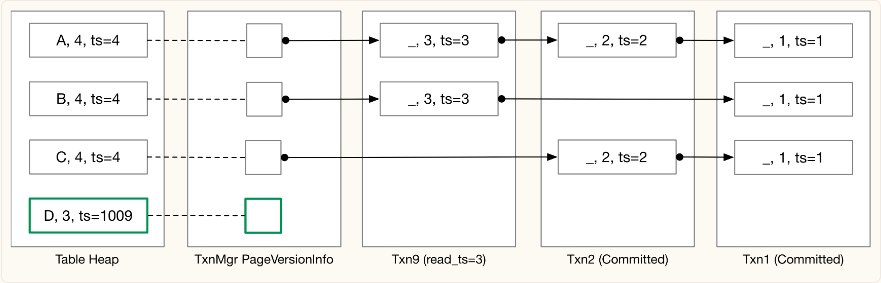 A, 4, ts=4
_, 3, ts=3
_, 2, ts=2
_, 1, ts=1
B, 4, ts=4
_, 3, ts=3
_, 1, ts=1
C, 4, ts=4
_, 2, ts=2
_, 1, ts=1
D, 3, ts=1009
Table Heap
TxnMgr PageVersionInfo
Txn9 (read_ts=3)
Txn2 (Committed)
Txn1 (Committed)